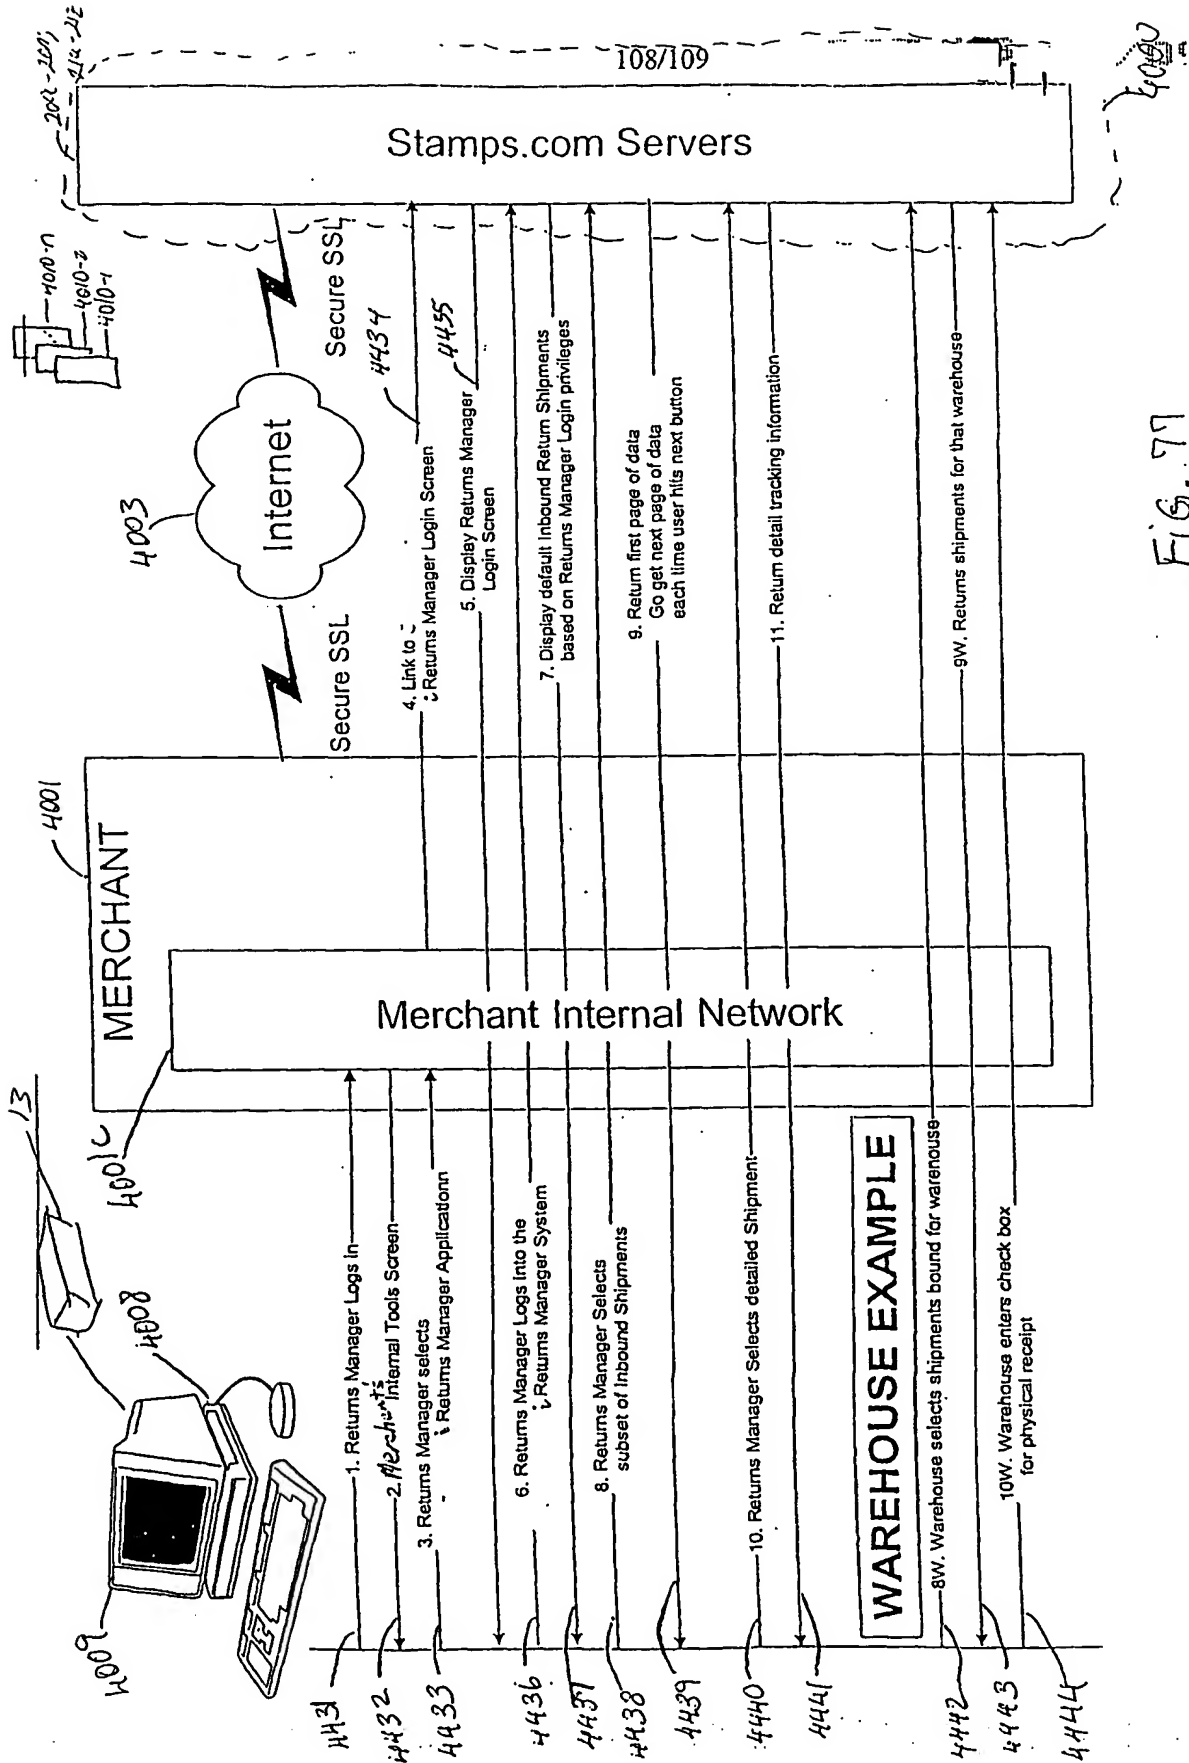 108/109
4000
4010-n
4010-2
4010-1
Stamps.com Servers
Secure SSL
Internet
4003
Secure SSL
4001
MERCHANT
4001c
Merchant Internal Network
13
4008
4009
4431
1. Returns Manager Logs in
4432
2. Merchant's Internal Tools Screen
4433
3. Returns Manager selects
Returns Manager Applicationn
4. Link to
Returns Manager Login Screen
4434
5. Display Returns Manager
Login Screen
4435
4436
6. Returns Manager Logs into the
Returns Manager System
4437
7. Display default Inbound Return Shipments
based on Returns Manager Login privileges
4438
8. Returns Manager Selects
subset of Inbound Shipments
4439
9. Return first page of data
Go get next page of data
each time user hits next button
4440
10. Returns Manager Selects detailed Shipment
4441
11. Return detail tracking information
WAREHOUSE EXAMPLE
4442
8W. Warehouse selects shipments bound for warehouse
4443
9W. Returns shipments for that warehouse
4444
10W. Warehouse enters check box
for physical receipt
FIG. 77